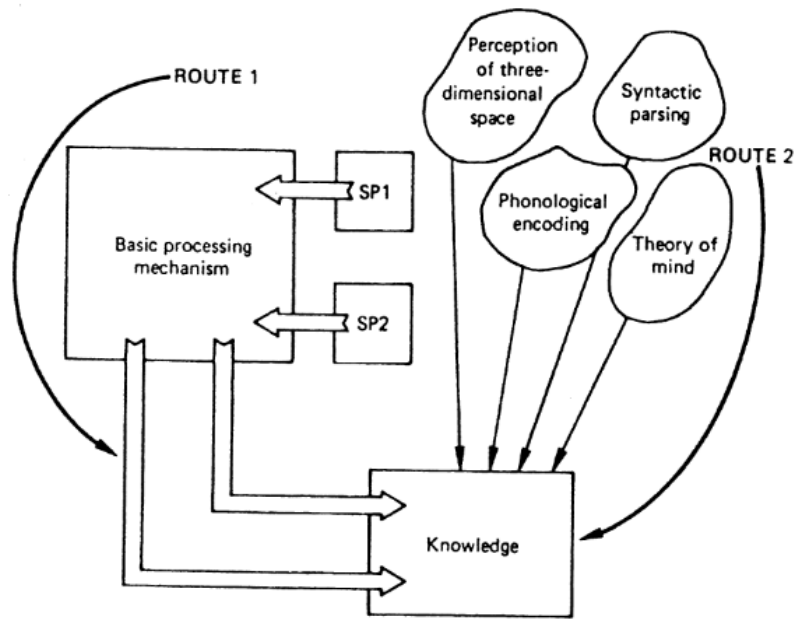 ROUTE 1
Perception
of three-
dimensional
space
Syntactic
parsing
ROUTE 2
SP1
Phonological
encoding
Basic processing
mechanism
Theory of
mind
SP2
Knowledge